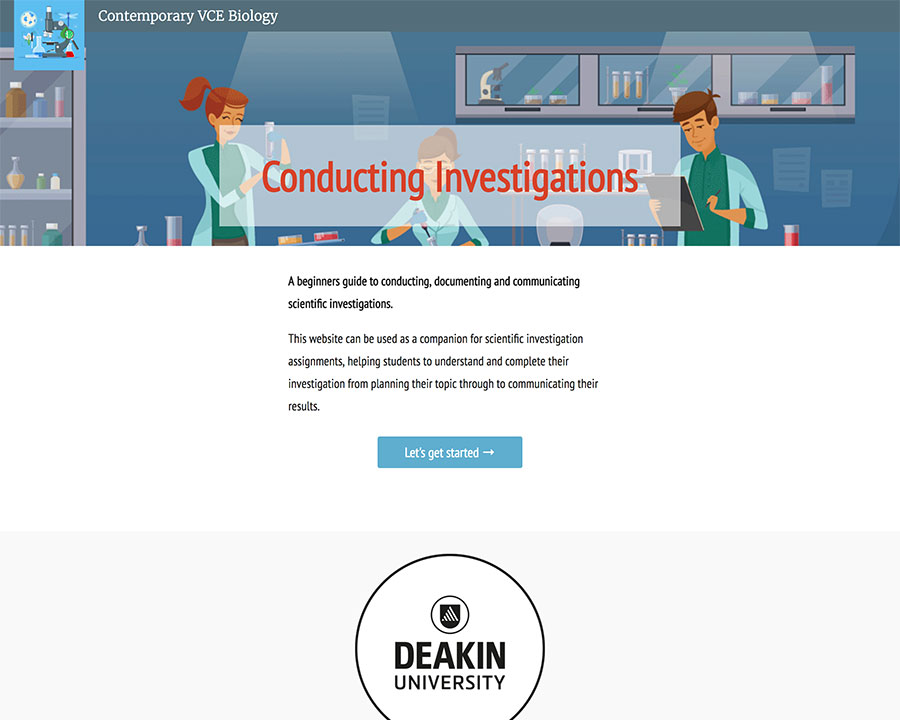 Contemporary VCE Biology
Conducting Investigations
A beginners guide to conducting, documenting and communicating
scientific investigations.
This website can be used as a companion for scientific investigation
assignments, helping students to understand and complete their
investigation from planning their topic through to communicating their
results.
Let's get started →
DEAKIN
UNIVERSITY